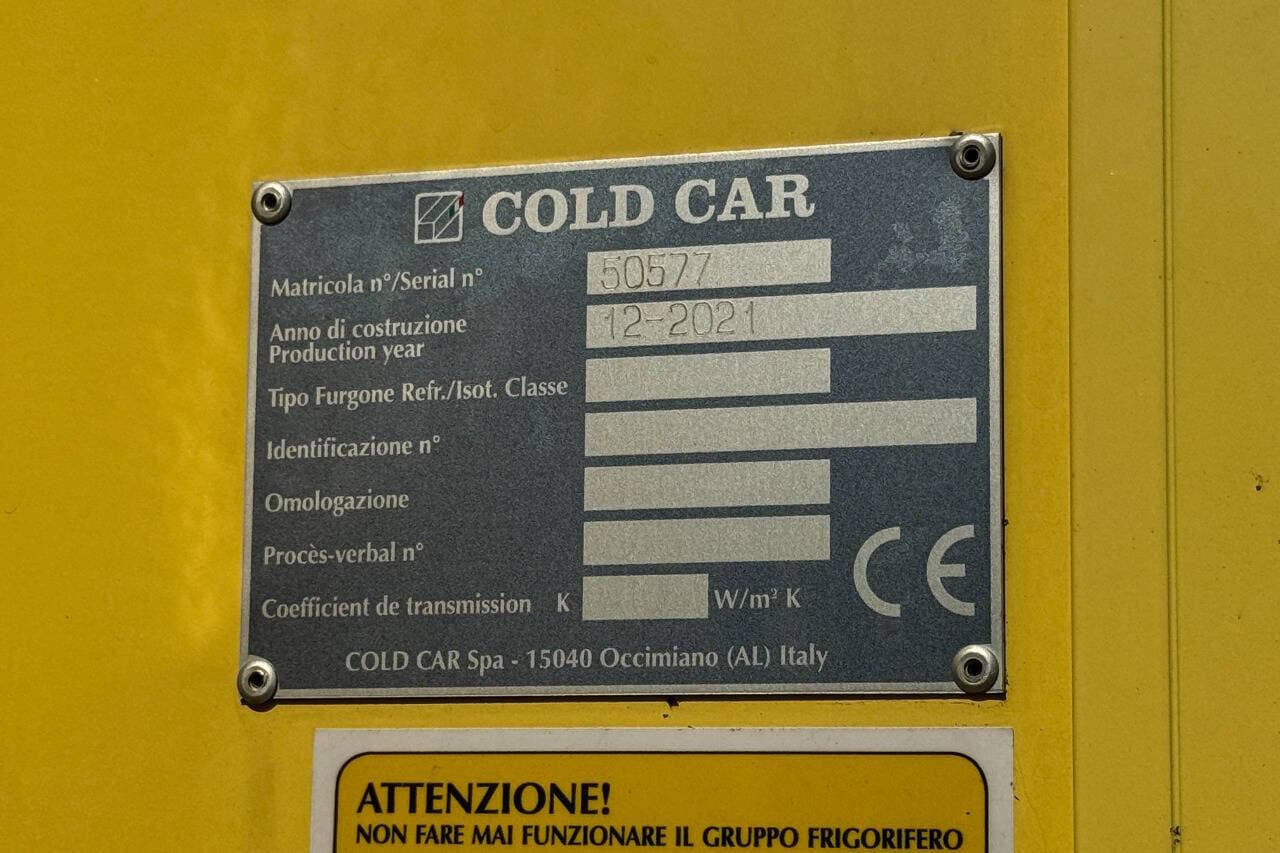 COLD CAR
Matricola n°/Serial n° 50577
Anno di costruzione 12-2021
Production year
Tipo Furgone Refr./Isot. Classe
Identificazione n°
Omologazione
Procès-verbal n°
Coefficient de transmission K W/m² K
CE
COLD CAR Spa - 15040 Occimiano (AL) Italy
ATTENZIONE!
NON FARE MAI FUNZIONARE IL GRUPPO FRIGORIFERO